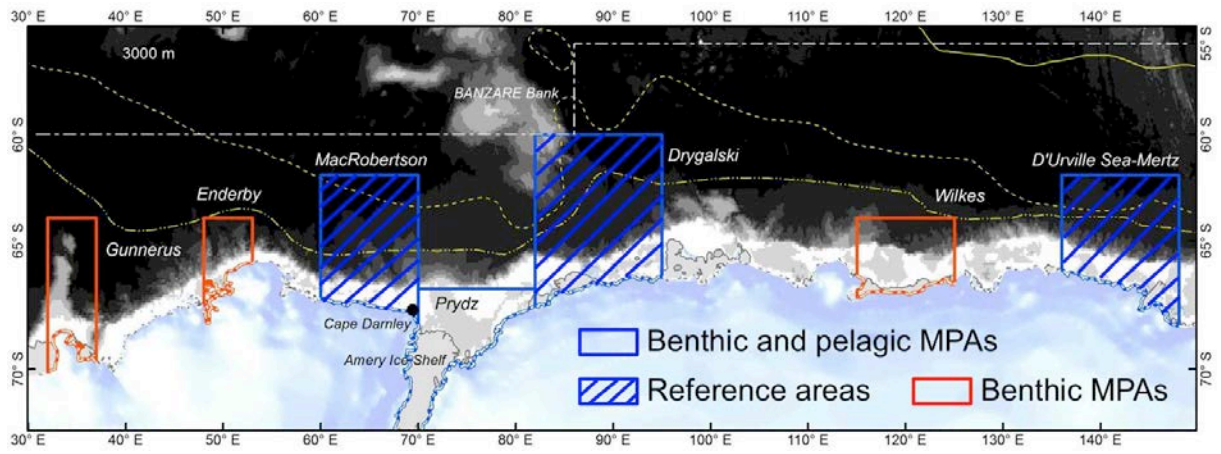 30° E 40° E 50° E 60° E 70° E 80° E 90° E 100° E 110° E 120° E 130° E 140° E
3000 m
55° S
55° S
BANZARE Bank
60° S
60° S
MacRobertson
Drygalski
D'Urville Sea-Mertz
Enderby
Wilkes
Gunnerus
65° S
65° S
Prydz
Cape Darnley
Amery Ice Shelf
70° S
70° S
Benthic and pelagic MPAs
Reference areas
Benthic MPAs
30° E 40° E 50° E 60° E 70° E 80° E 90° E 100° E 110° E 120° E 130° E 140° E